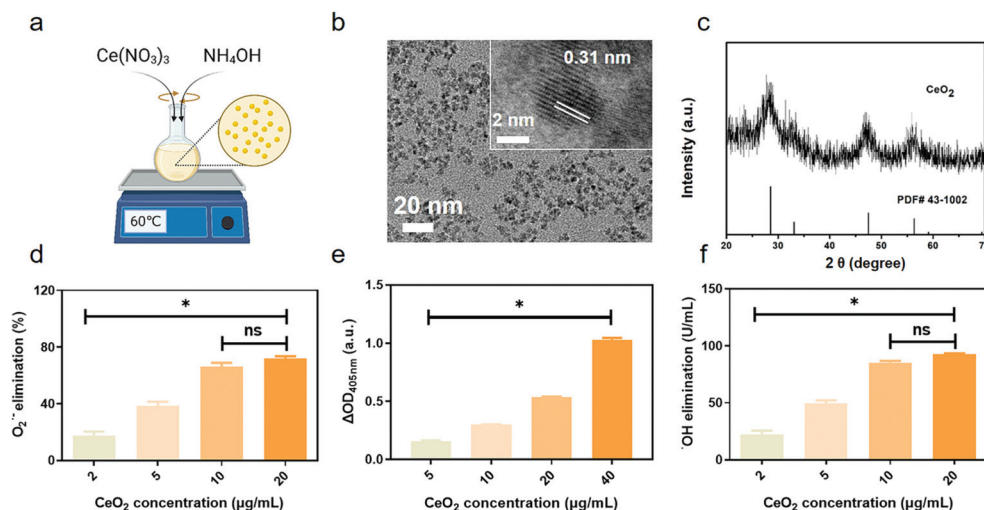 a
Ce(NO₃)₃ NH₄OH
60℃
b
0.31 nm
2 nm
20 nm
c
Intensity (a.u.)
CeO₂
PDF# 43-1002
20 30 40 50 60 70
2 θ (degree)
d
O₂˙⁻ elimination (%)
120
80
40
0
*
ns
2 5 10 20
CeO₂ concentration (μg/mL)
e
ΔOD₄₀₅ₙₘ (a.u.)
1.5
1.0
0.5
0.0
*
5 10 20 40
CeO₂ concentration (μg/mL)
f
˙OH elimination (U/mL)
150
100
50
0
*
ns
2 5 10 20
CeO₂ concentration (μg/mL)